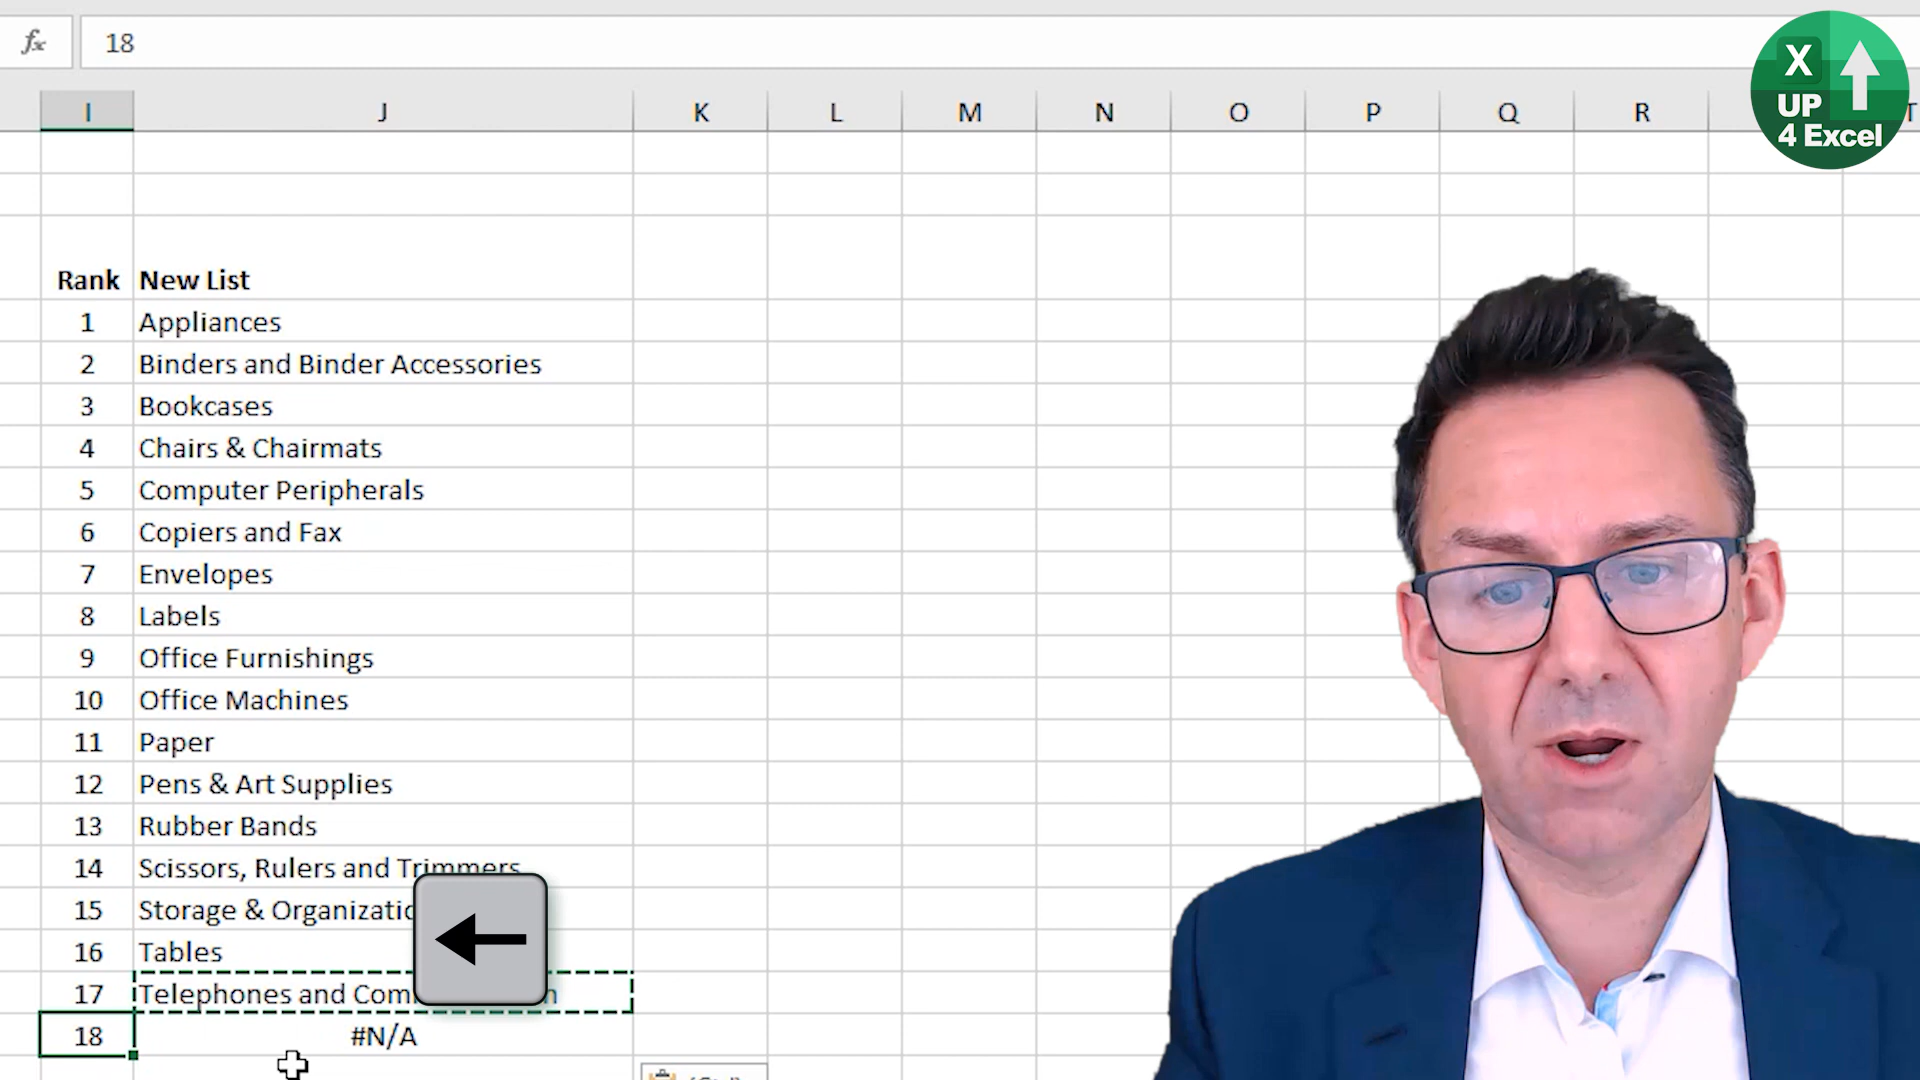 fx 18
X
UP
4 Excel
I J K L M N O P Q R T
Rank New List
1 Appliances
2 Binders and Binder Accessories
3 Bookcases
4 Chairs & Chairmats
5 Computer Peripherals
6 Copiers and Fax
7 Envelopes
8 Labels
9 Office Furnishings
10 Office Machines
11 Paper
12 Pens & Art Supplies
13 Rubber Bands
14 Scissors, Rulers and Trimmers
15 Storage &
16 Tables
17 Telephones and
18 #N/A